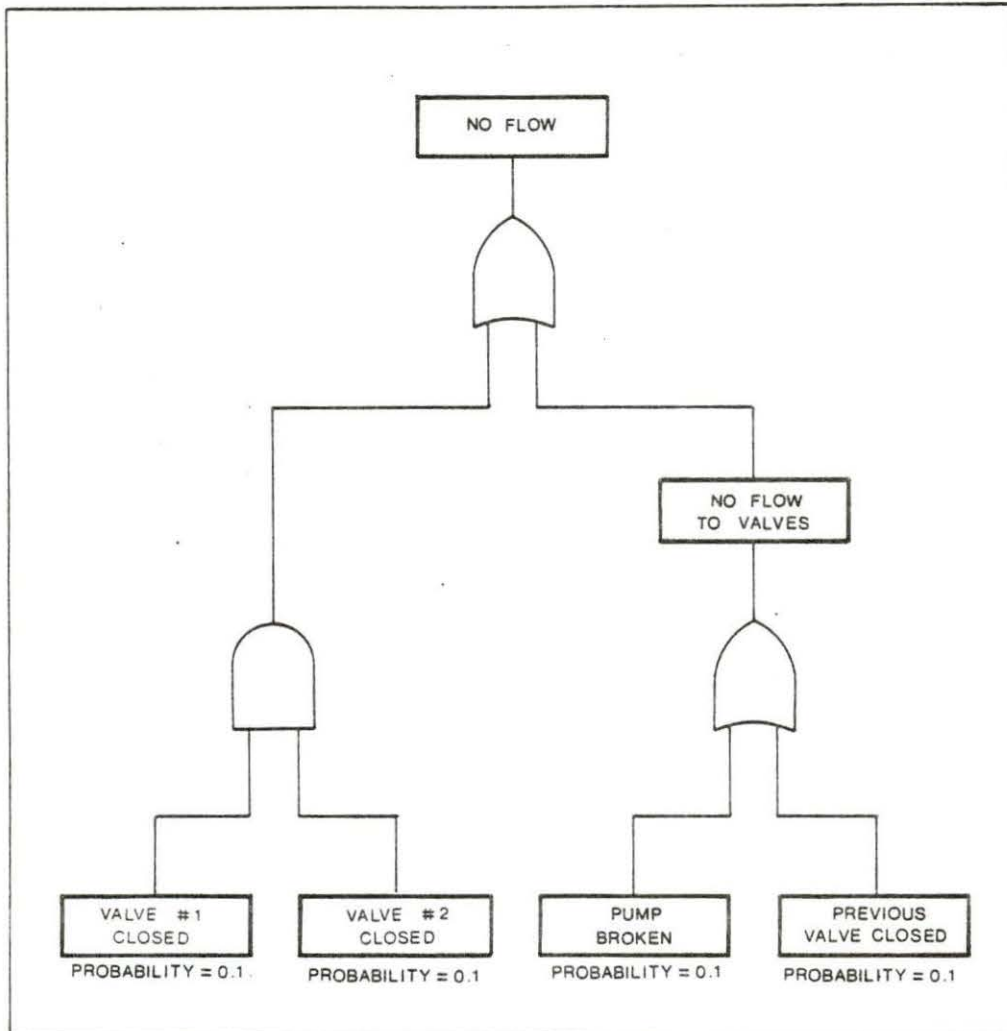 NO FLOW
NO FLOW
TO VALVES
VALVE #1
CLOSED
PROBABILITY = 0.1.
VALVE #2
CLOSED
PROBABILITY = 0.1
PUMP
BROKEN
PROBABILITY = 0.1
PREVIOUS
VALVE CLOSED
PROBABILITY = 0.1